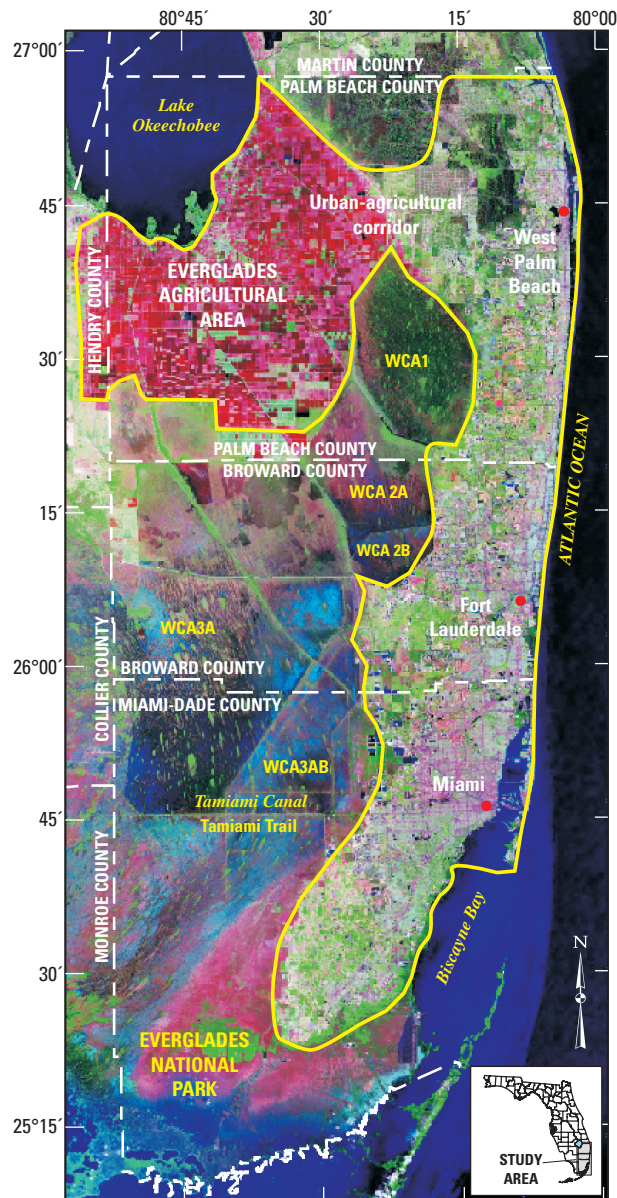 80°45'
30'
15'
80°00
27°00'
MARTIN COUNTY
PALM BEACH COUNTY
Lake
Okeechobee
45
Urban-agricultural
corridor
West
Palm
Beach
HENDRY COUNTY
EVERGLADES
AGRICULTURAL
AREA
30'
WCA1
PALM BEACH COUNTY
BROWARD COUNTY
WCA 2A
15'
WCA 2B
ATLANTIC OCEAN
WCA3A
Fort
Lauderdale
26°00'
COLLIER COUNTY
BROWARD COUNTY
MIAMI-DADE COUNTY
WCA3AB
Miami
Tamiami Canal
45'
Tamiami Trail
MONROE COUNTY
Biscayne Bay
N
30'
EVERGLADES
NATIONAL
PARK
25°15'
STUDY
AREA